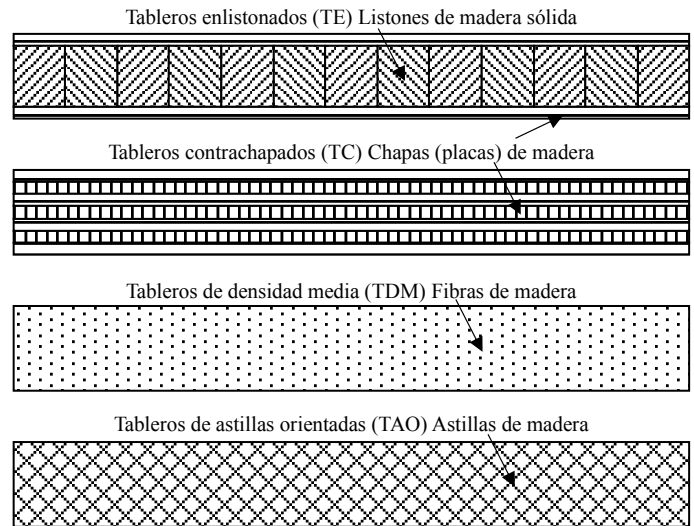 Tableros enlistonados (TE) Listones de madera sólida
Tableros contrachapados (TC) Chapas (placas) de madera
Tableros de densidad media (TDM) Fibras de madera
Tableros de astillas orientadas (TAO) Astillas de madera